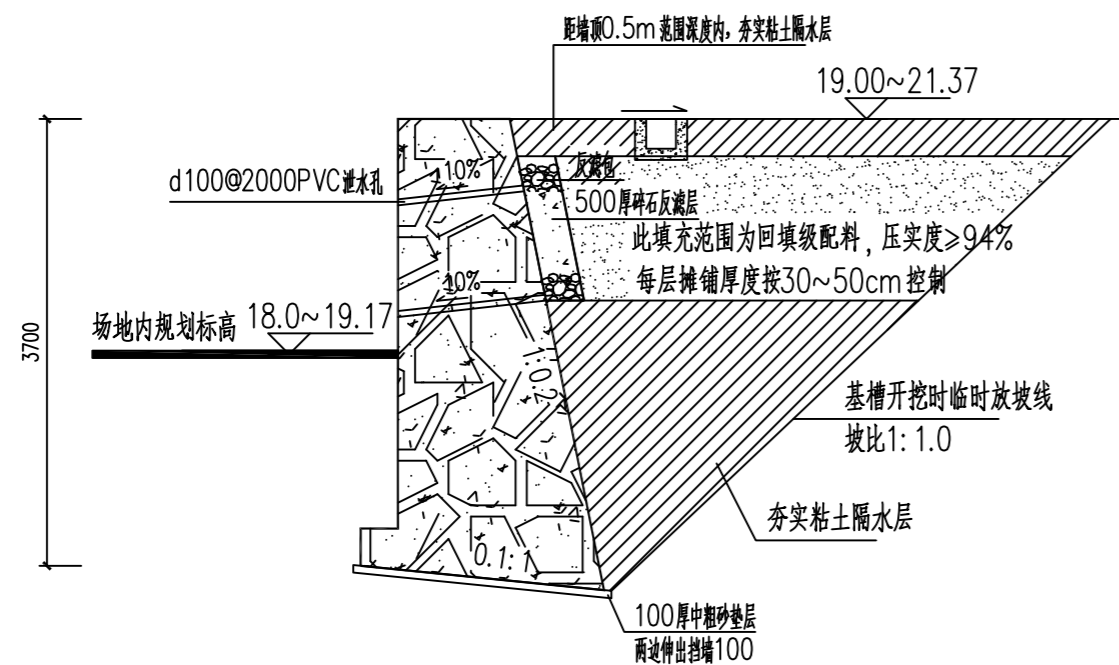 距墙顶0.5m范围深度内，夯实粘土隔水层
19.00~21.37
d100@2000PVC泄水孔
10%
反滤包
500厚碎石反滤层
此填充范围为回填级配料，压实度≥94%
10%
每层摊铺厚度按30~50cm控制
场地内规划标高 18.0~19.17
3700
1:0.2
基槽开挖时临时放坡线
坡比1:1.0
夯实粘土隔水层
0.1:1
100厚中粗砂垫层
两边伸出挡墙100